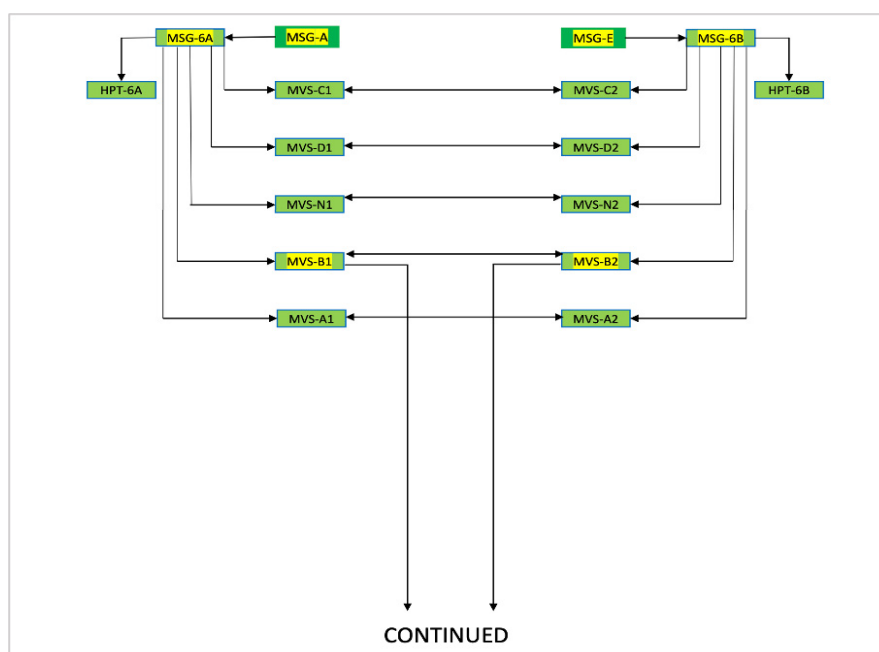 MSG-6A
MSG-A
MSG-E
MSG-6B
HPT-6A
MVS-C1
MVS-C2
HPT-6B
MVS-D1
MVS-D2
MVS-N1
MVS-N2
MVS-B1
MVS-B2
MVS-A1
MVS-A2
CONTINUED